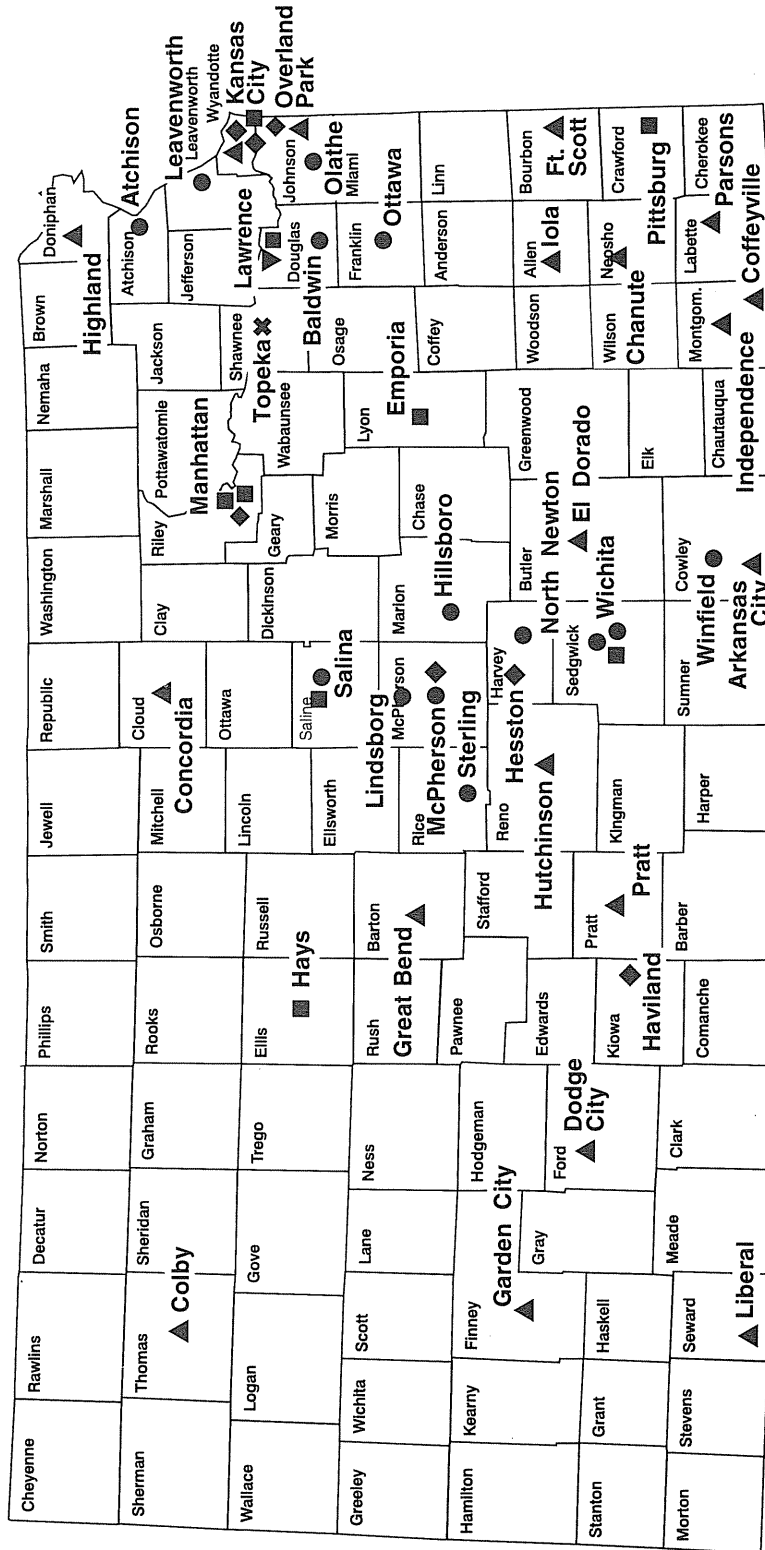 Cheyenne
Rawlins
Decatur
Norton
Phillips
Smith
Jewell
Republic
Washington
Marshall
Nemaha
Brown
Doniphan
Highland
Sherman
Thomas
Colby
Sheridan
Graham
Rooks
Osborne
Mitchell
Cloud
Concordia
Clay
Riley
Pottawatomie
Manhattan
Jackson
Atchison
Atchison
Jefferson
Leavenworth
Leavenworth
Wyandotte
Kansas
City
Overland
Park
Wallace
Logan
Gove
Trego
Ellis
Hays
Russell
Lincoln
Ottawa
Saline
Salina
Dickinson
Geary
Wabaunsee
Shawnee
Topeka
Lawrence
Douglas
Baldwin
Johnson
Olathe
Greeley
Wichita
Scott
Lane
Ness
Rush
Barton
Great Bend
Ellsworth
Rice
Lindsborg
McPherson
McPherson
Sterling
Marion
Hillsboro
Morris
Chase
Lyon
Emporia
Osage
Coffey
Franklin
Ottawa
Miami
Anderson
Linn
Hamilton
Kearny
Finney
Garden City
Gray
Hodgeman
Ford
Dodge
City
Pawnee
Edwards
Stafford
Reno
Hutchinson
Harvey
Hesston
North Newton
Sedgwick
Wichita
Butler
El Dorado
Greenwood
Woodson
Allen
Iola
Bourbon
Ft.
Scott
Stanton
Grant
Haskell
Kiowa
Haviland
Pratt
Pratt
Kingman
Elk
Wilson
Neosho
Chanute
Crawford
Pittsburg
Morton
Stevens
Seward
Liberal
Meade
Clark
Comanche
Barber
Harper
Sumner
Cowley
Winfield
Arkansas
City
Chautauqua
Independence
Montgom.
Coffeyville
Labette
Parsons
Cherokee